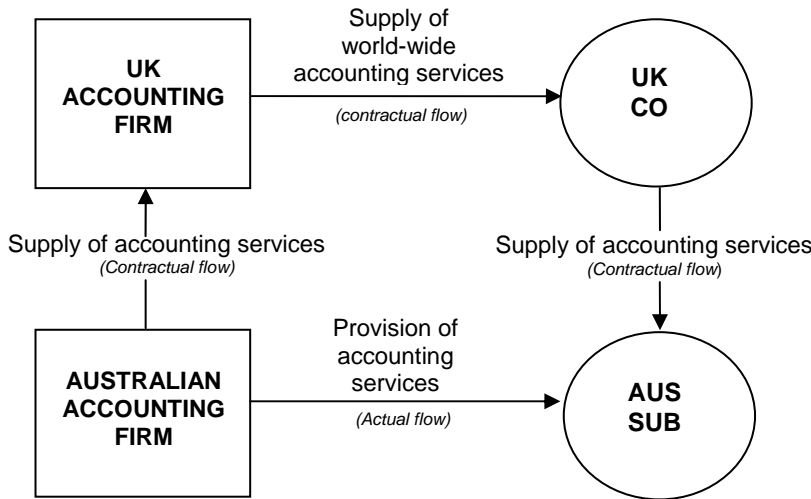 Supply of
world-wide
accounting services
(contractual flow)
UK
ACCOUNTING
FIRM
UK
CO
Supply of accounting services
(Contractual flow)
Supply of accounting services
(Contractual flow)
Provision of
accounting
services
(Actual flow)
AUSTRALIAN
ACCOUNTING
FIRM
AUS
SUB